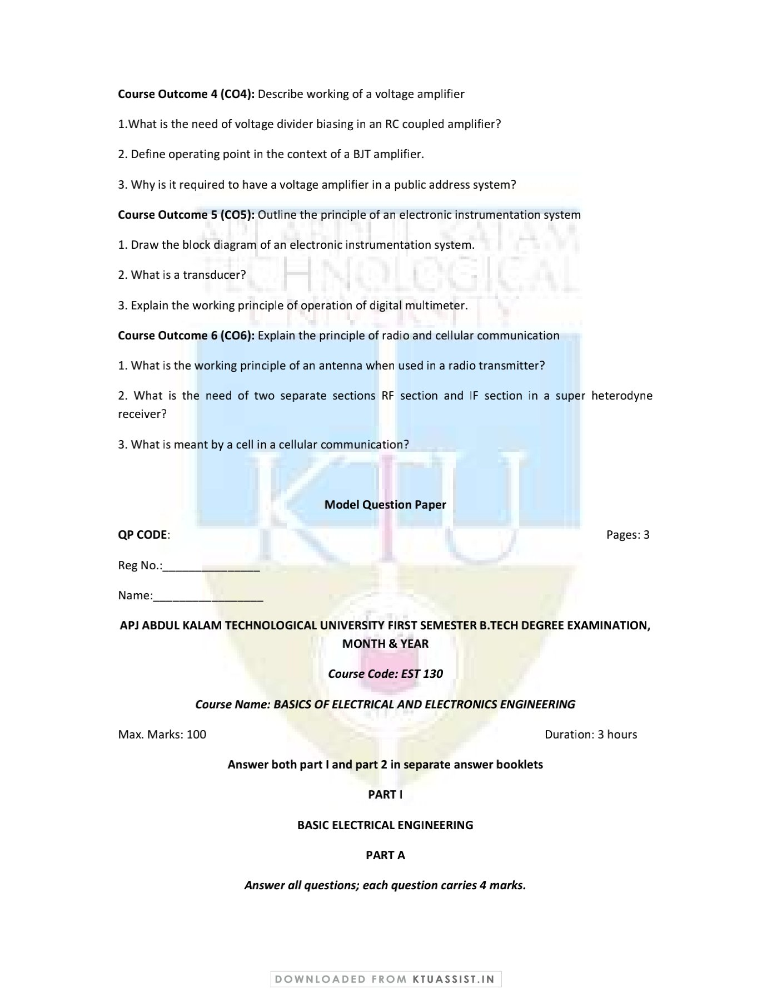 Course Outcome 4 (CO4): Describe working of a voltage amplifier
1.What is the need of voltage divider biasing in an RC coupled amplifier?
2. Define operating point in the context of a BJT amplifier.
3. Why is it required to have a voltage amplifier in a public address system?
Course Outcome 5 (CO5): Outline the principle of an electronic instrumentation system
1. Draw the block diagram of an electronic instrumentation system.
2. What is a transducer?
3. Explain the working principle of operation of digital multimeter.
Course Outcome 6 (CO6): Explain the principle of radio and cellular communication
1. What is the working principle of an antenna when used in a radio transmitter?
2. What is the need of two separate sections RF section and IF section in a super heterodyne
receiver?
3. What is meant by a cell in a cellular communication?
Model Question Paper
QP CODE: Pages: 3
Reg No.:_______________
Name:_________________
APJ ABDUL KALAM TECHNOLOGICAL UNIVERSITY FIRST SEMESTER B.TECH DEGREE EXAMINATION,
MONTH & YEAR
Course Code: EST 130
Course Name: BASICS OF ELECTRICAL AND ELECTRONICS ENGINEERING
Max. Marks: 100 Duration: 3 hours
Answer both part I and part 2 in separate answer booklets
PART I
BASIC ELECTRICAL ENGINEERING
PART A
Answer all questions; each question carries 4 marks.
APJ ABDUL KALAM
TECHNOLOGICAL
UNIVERSITY
KTU
DOWNLOADED FROM KTUASSIST.IN